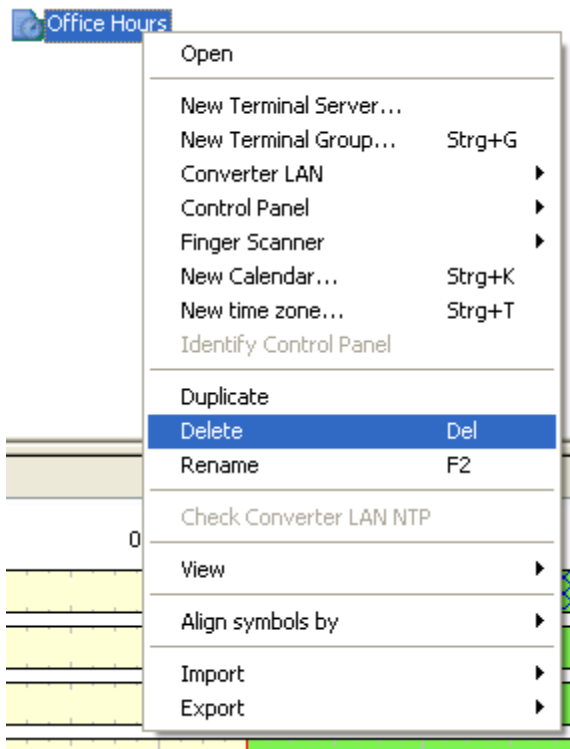 Office Hours
Open
New Terminal Server...
New Terminal Group... Strg+G
Converter LAN
Control Panel
Finger Scanner
New Calendar... Strg+K
New time zone... Strg+T
Identify Control Panel
Duplicate
Delete Del
Rename F2
Check Converter LAN NTP
0
View
Align symbols by
Import
Export